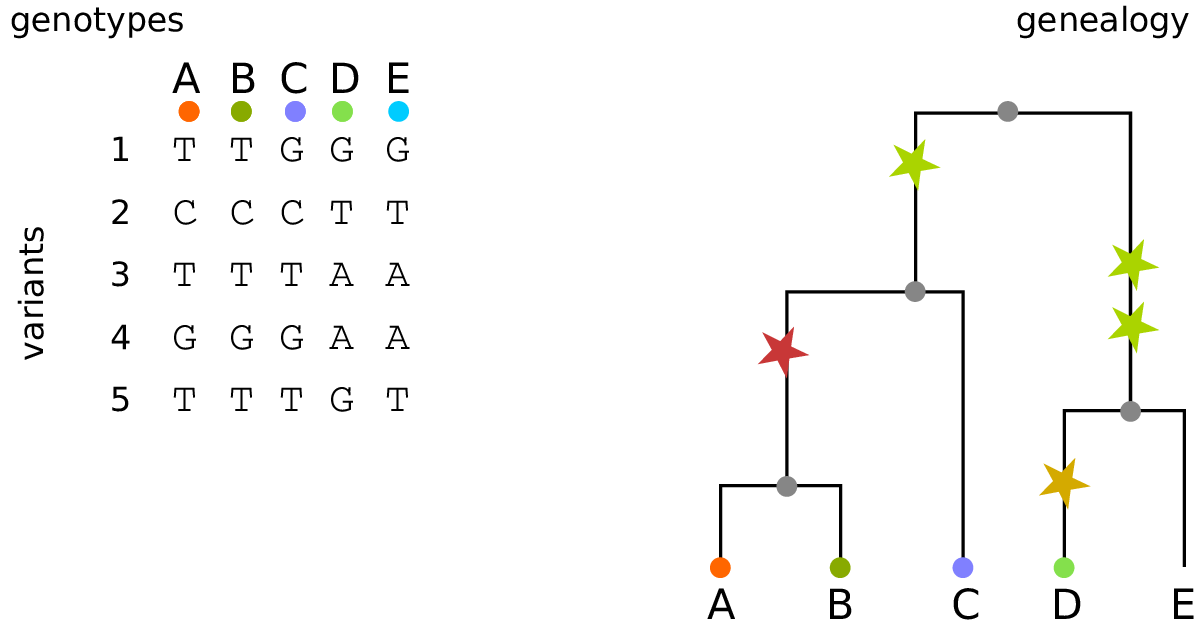 genotypes
genealogy
A B C D E
1 T T G G G
2 C C C T T
3 T T T A A
4 G G G A A
5 T T T G T
variants
A B C D E